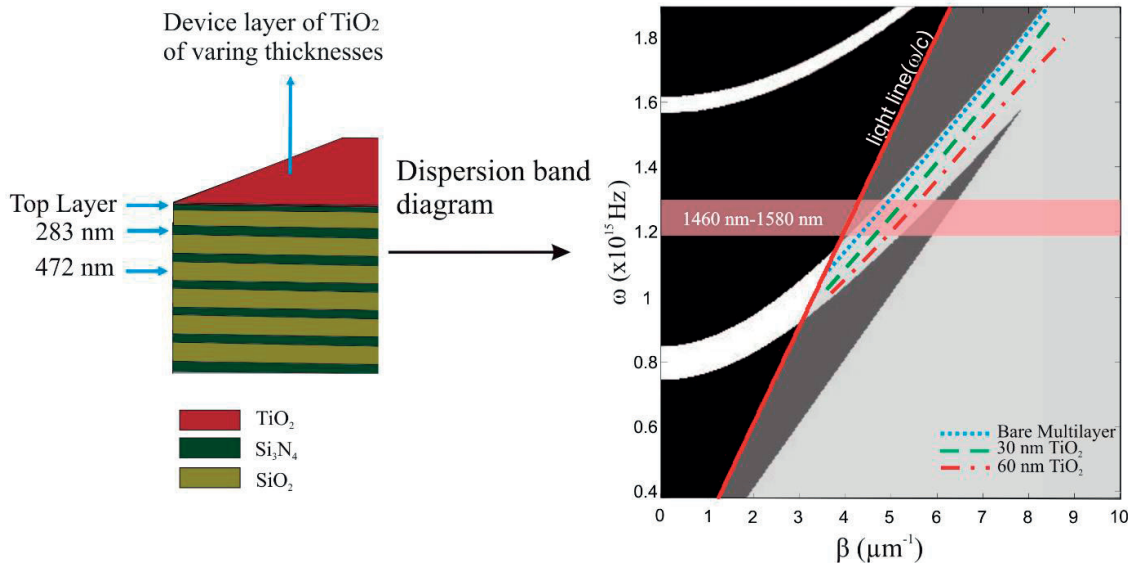 Device layer of TiO₂
of varing thicknesses
Top Layer
283 nm
472 nm
TiO₂
Si₃N₄
SiO₂
Dispersion band
diagram
ω (x10¹⁵ Hz)
1.8
1.6
1.4
1.2
1
0.8
0.6
0.4
light line(ω/c)
1460 nm-1580 nm
Bare Multilayer
30 nm TiO₂
60 nm TiO₂
0 1 2 3 4 5 6 7 8 9 10
β (µm⁻¹)